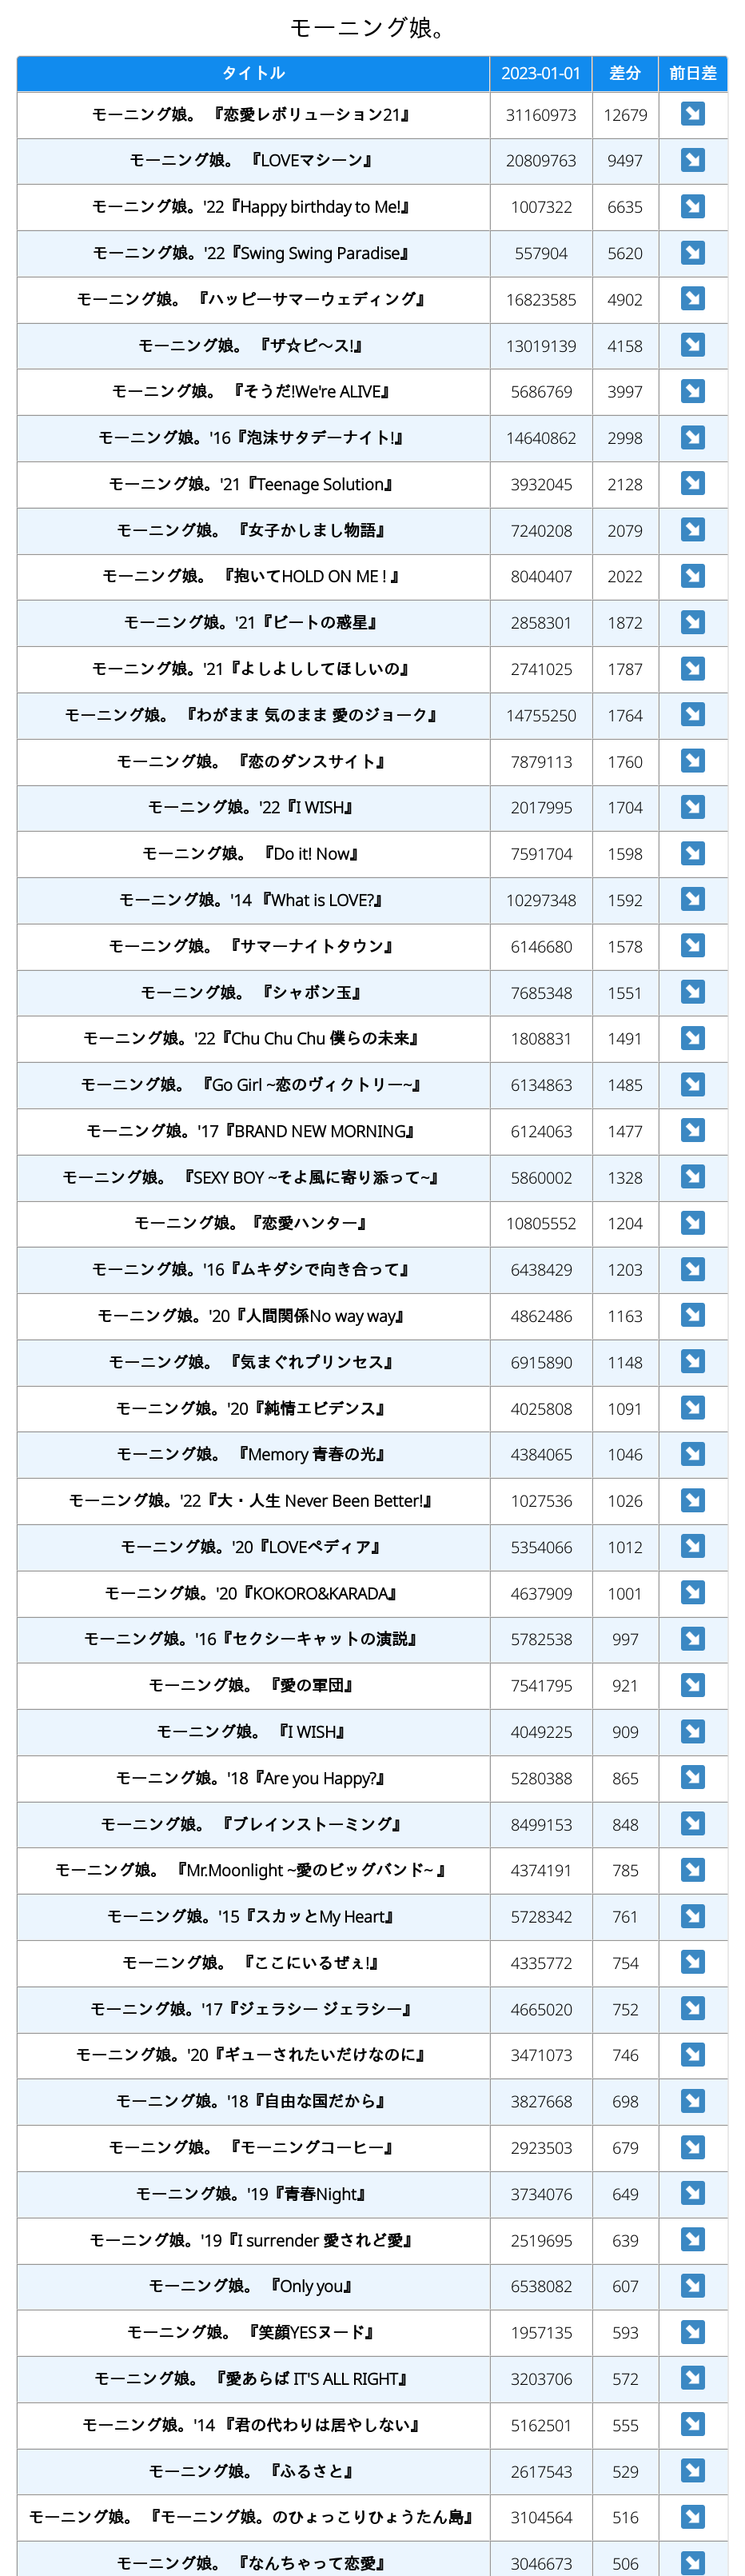 モーニング娘。
タイトル 2023-01-01 差分 前日差
モーニング娘。 『恋愛レボリューション21』 31160973 12679
モーニング娘。 『LOVEマシーン』 20809763 9497
モーニング娘。'22『Happy birthday to Me!』 1007322 6635
モーニング娘。'22『Swing Swing Paradise』 557904 5620
モーニング娘。 『ハッピーサマーウェディング』 16823585 4902
モーニング娘。 『ザ☆ピ〜ス!』 13019139 4158
モーニング娘。 『そうだ!We're ALIVE』 5686769 3997
モーニング娘。'16『泡沫サタデーナイト!』 14640862 2998
モーニング娘。'21『Teenage Solution』 3932045 2128
モーニング娘。 『女子かしまし物語』 7240208 2079
モーニング娘。 『抱いてHOLD ON ME ! 』 8040407 2022
モーニング娘。'21『ビートの惑星』 2858301 1872
モーニング娘。'21『よしよししてほしいの』 2741025 1787
モーニング娘。 『わがまま 気のまま 愛のジョーク』 14755250 1764
モーニング娘。 『恋のダンスサイト』 7879113 1760
モーニング娘。'22『I WISH』 2017995 1704
モーニング娘。 『Do it! Now』 7591704 1598
モーニング娘。'14 『What is LOVE?』 10297348 1592
モーニング娘。 『サマーナイトタウン』 6146680 1578
モーニング娘。 『シャボン玉』 7685348 1551
モーニング娘。'22『Chu Chu Chu 僕らの未来』 1808831 1491
モーニング娘。 『Go Girl ~恋のヴィクトリー~』 6134863 1485
モーニング娘。'17『BRAND NEW MORNING』 6124063 1477
モーニング娘。 『SEXY BOY ~そよ風に寄り添って~』 5860002 1328
モーニング娘。『恋愛ハンター』 10805552 1204
モーニング娘。'16『ムキダシで向き合って』 6438429 1203
モーニング娘。'20『人間関係No way way』 4862486 1163
モーニング娘。 『気まぐれプリンセス』 6915890 1148
モーニング娘。'20『純情エビデンス』 4025808 1091
モーニング娘。 『Memory 青春の光』 4384065 1046
モーニング娘。'22『大・人生 Never Been Better!』 1027536 1026
モーニング娘。'20『LOVEペディア』 5354066 1012
モーニング娘。'20『KOKORO&KARADA』 4637909 1001
モーニング娘。'16『セクシーキャットの演説』 5782538 997
モーニング娘。 『愛の軍団』 7541795 921
モーニング娘。 『I WISH』 4049225 909
モーニング娘。'18『Are you Happy?』 5280388 865
モーニング娘。 『ブレインストーミング』 8499153 848
モーニング娘。 『Mr.Moonlight ~愛のビッグバンド~ 』 4374191 785
モーニング娘。'15『スカッとMy Heart』 5728342 761
モーニング娘。 『ここにいるぜぇ!』 4335772 754
モーニング娘。'17『ジェラシー ジェラシー』 4665020 752
モーニング娘。'20『ギューされたいだけなのに』 3471073 746
モーニング娘。'18『自由な国だから』 3827668 698
モーニング娘。 『モーニングコーヒー』 2923503 679
モーニング娘。'19『青春Night』 3734076 649
モーニング娘。'19『I surrender 愛されど愛』 2519695 639
モーニング娘。 『Only you』 6538082 607
モーニング娘。 『笑顔YESヌード』 1957135 593
モーニング娘。 『愛あらば IT'S ALL RIGHT』 3203706 572
モーニング娘。'14 『君の代わりは居やしない』 5162501 555
モーニング娘。 『ふるさと』 2617543 529
モーニング娘。 『モーニング娘。のひょっこりひょうたん島』 3104564 516
モーニング娘。 『なんちゃって恋愛』 3046673 506